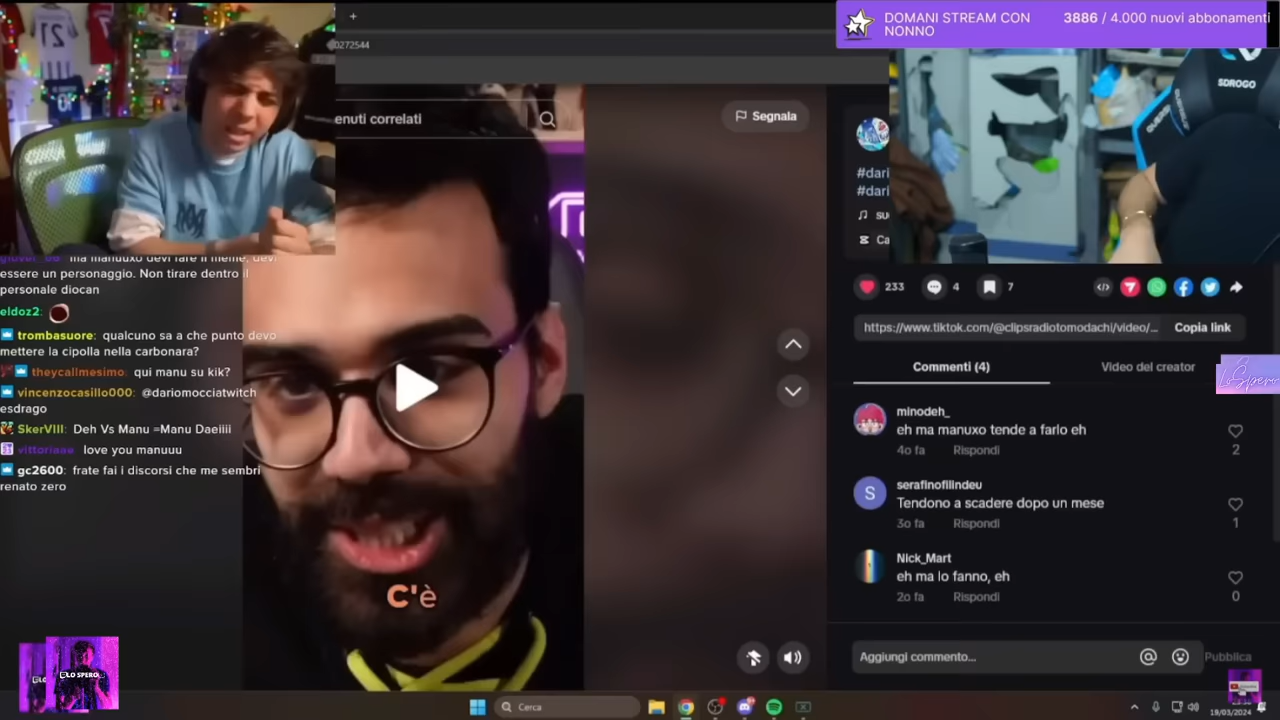 DOMANI STREAM CON
NONNO
3886 / 4.000 nuovi abbonamenti
21
10
0272544
SDROGO
enuti correlati
Segnala
#dari
#dari
su
Ca
ma manuuxo devi fare il meme, devi
essere un personaggio. Non tirare dentro il
personale diocan
eldoz2:
trombasuore: qualcuno sa a che punto devo
mettere la cipolla nella carbonara?
theycallmesimo: qui manu su kik?
vincenzocasillo000: @dariomocciatwitch
esdrago
SkerVIII: Deh Vs Manu =Manu Daeiiii
vittoriaae: love you manuuu
gc2600: frate fai i discorsi che me sembri
renato zero
233
4
7
https://www.tiktok.com/@clipsradiotomodachi/video/...
Copia link
Commenti (4)
Video del creator
LoSpero
minodeh_
eh ma manuxo tende a farlo eh
4o fa
Rispondi
2
S
serafinofilindeu
Tendono a scadere dopo un mese
3o fa
Rispondi
1
Nick_Mart
eh ma lo fanno, eh
2o fa
Rispondi
0
C'è
Aggiungi commento...
Pubblica
LO SPERO
Cerca
19/03/2024